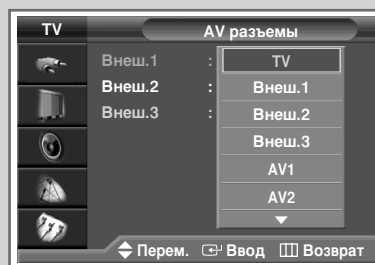 TV AV разъемы
Внеш.1 : TV
Внеш.2 : Внеш.1
Внеш.3 : Внеш.2
Внеш.3
AV1
AV2
Перем. Ввод Возврат